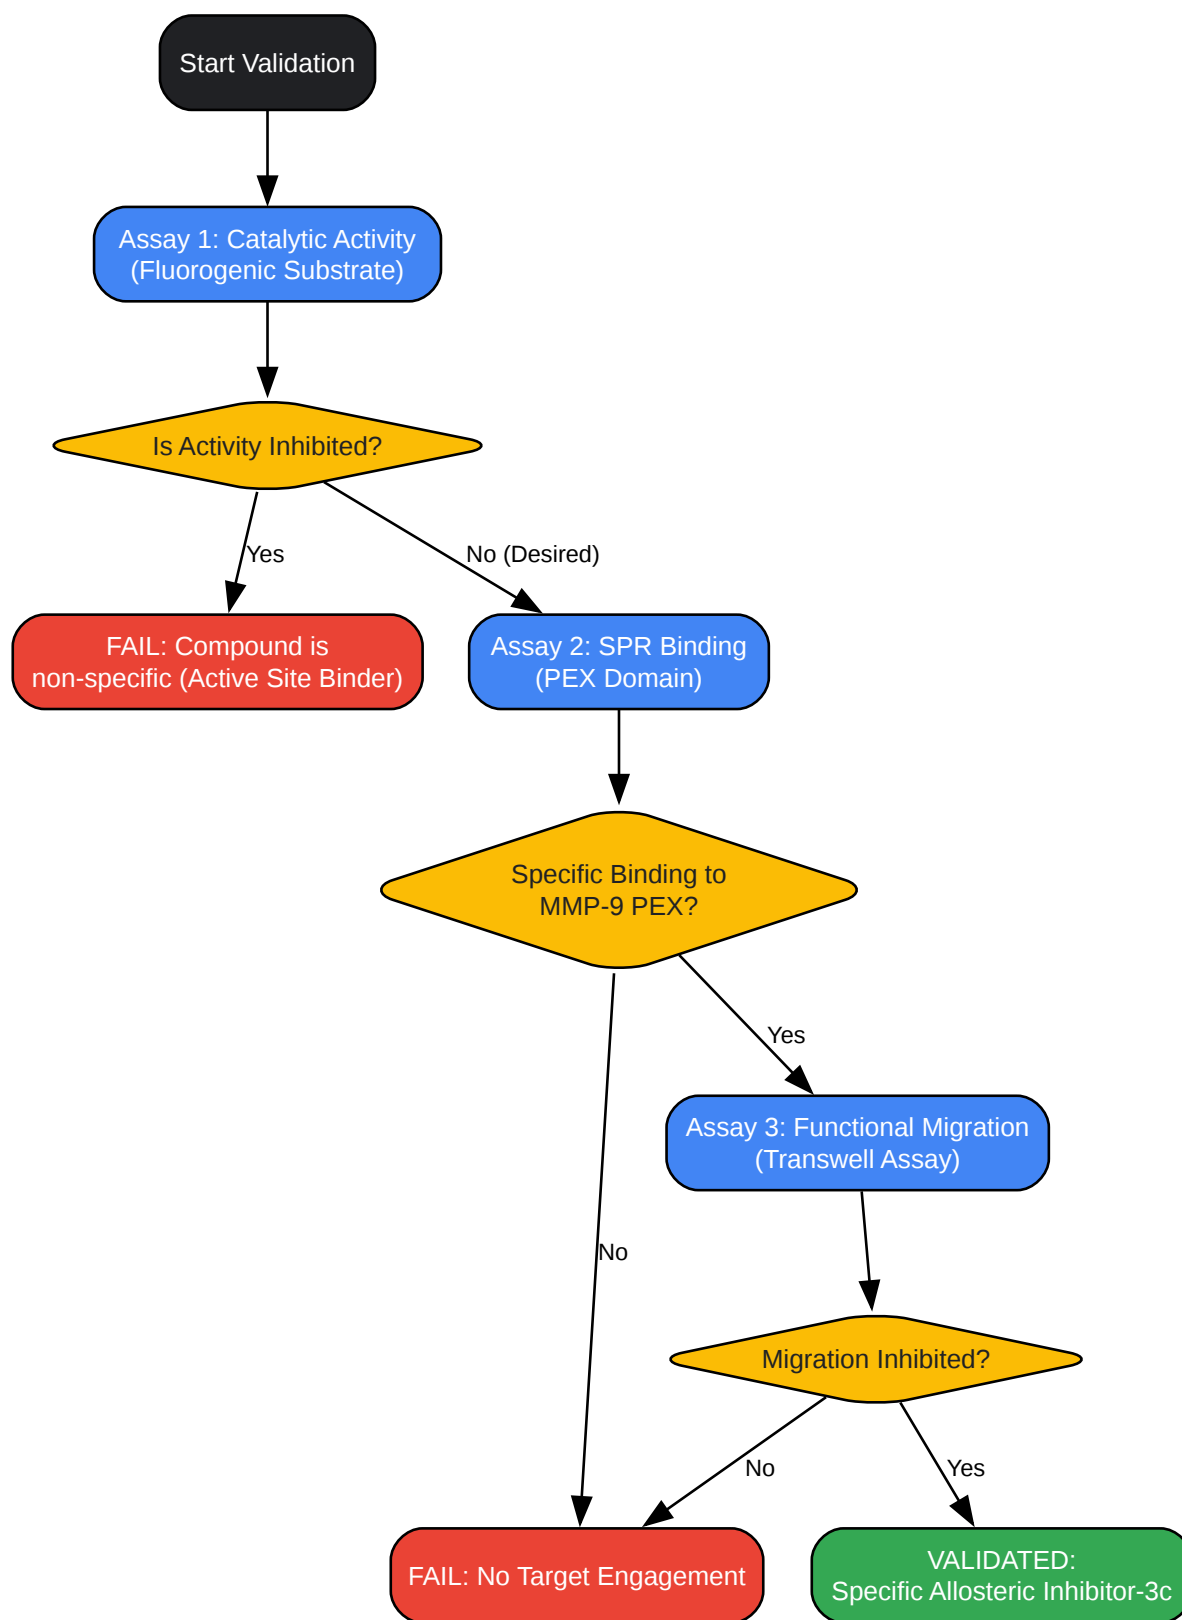 Start Validation
Assay 1: Catalytic Activity
(Fluorogenic Substrate)
Is Activity Inhibited?
Yes
No (Desired)
FAIL: Compound is
non-specific (Active Site Binder)
Assay 2: SPR Binding
(PEX Domain)
Specific Binding to
MMP-9 PEX?
Yes
Assay 3: Functional Migration
(Transwell Assay)
No
Migration Inhibited?
No
Yes
FAIL: No Target Engagement
VALIDATED:
Specific Allosteric Inhibitor-3c